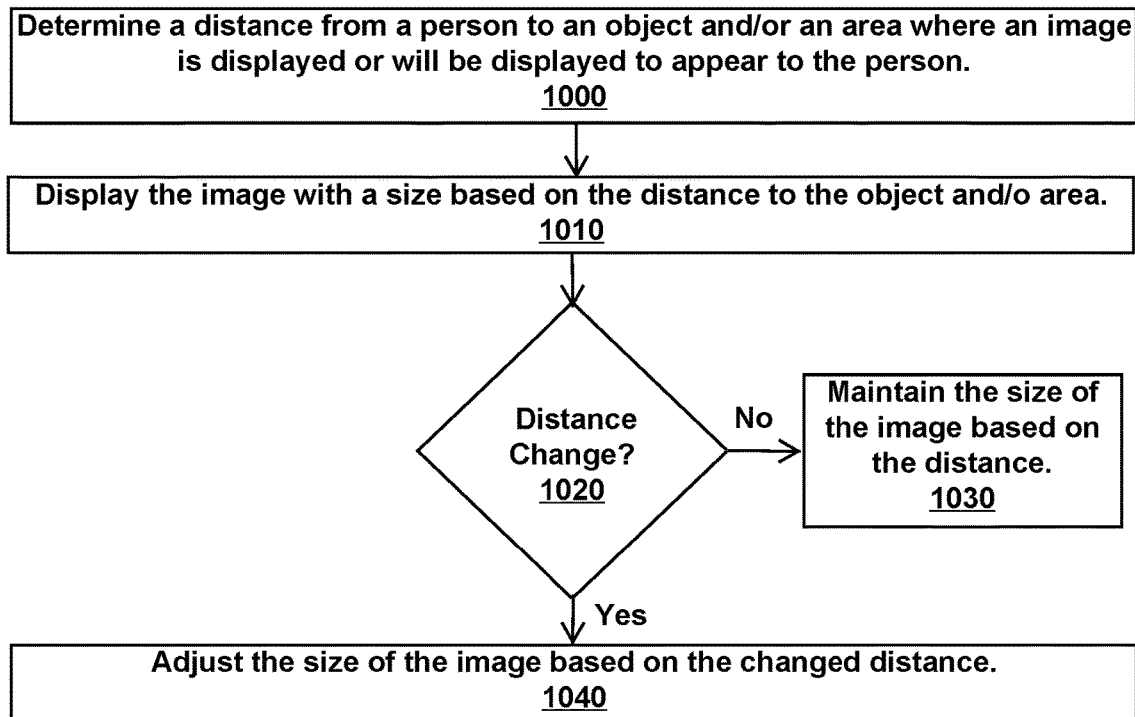 Determine a distance from a person to an object and/or an area where an image
is displayed or will be displayed to appear to the person.
1000
Display the image with a size based on the distance to the object and/o area.
1010
Distance
Change?
1020
No
Maintain the size of
the image based on
the distance.
1030
Yes
Adjust the size of the image based on the changed distance.
1040